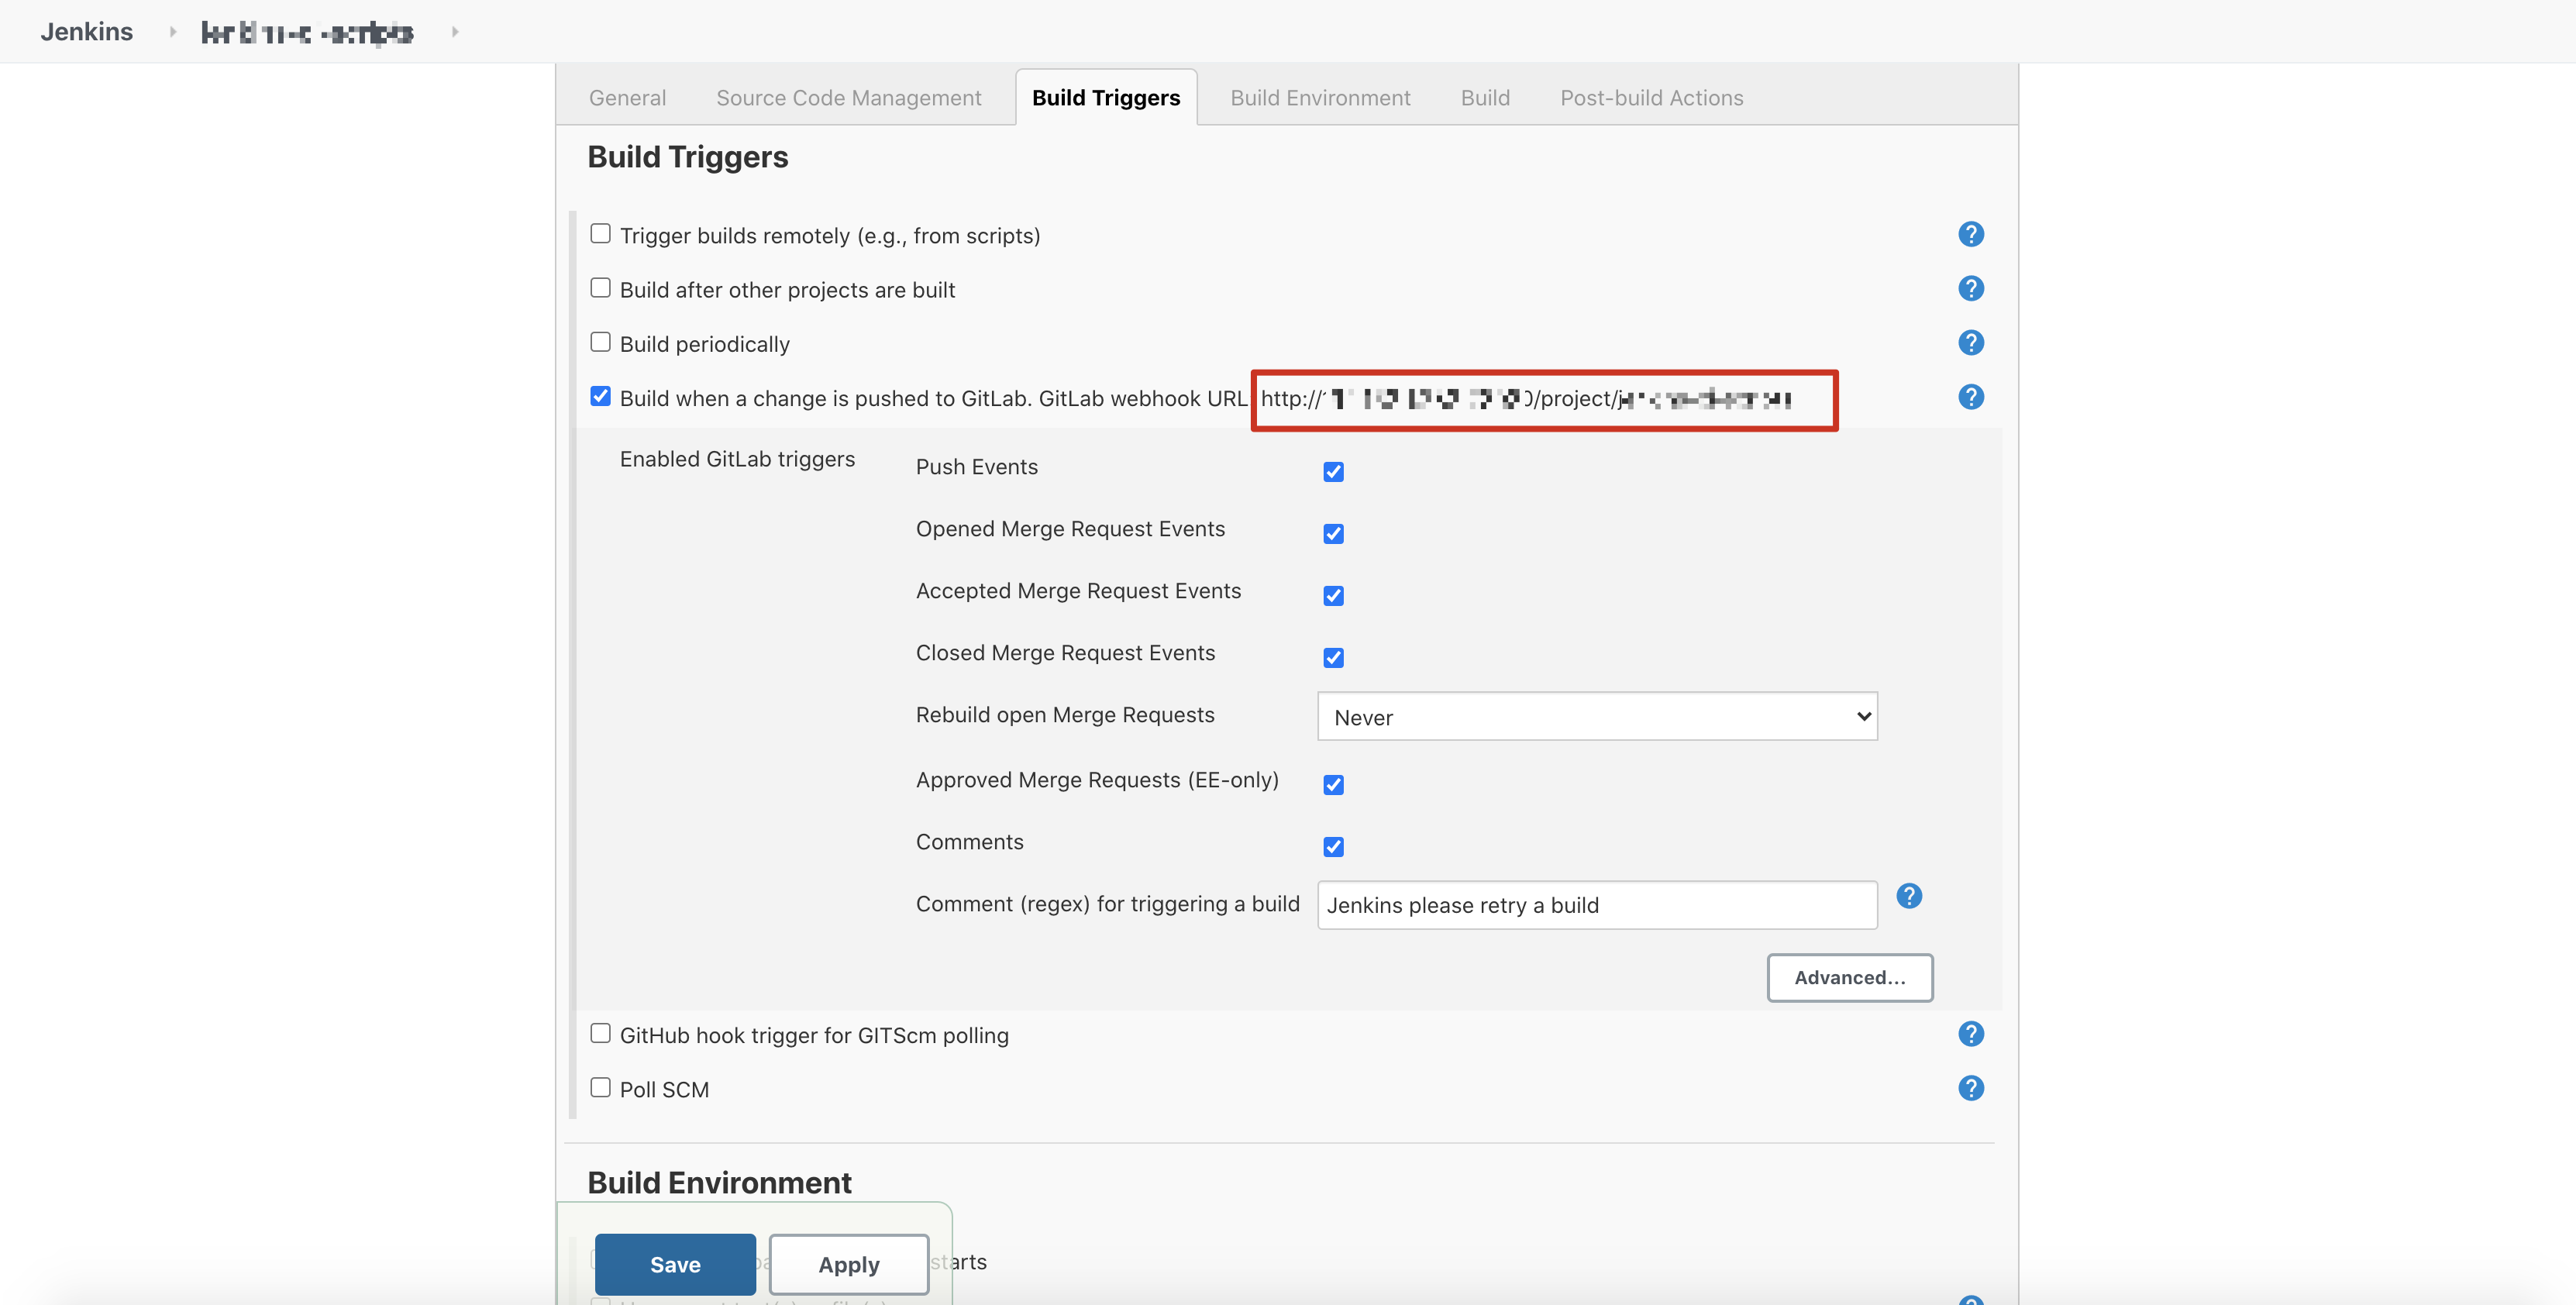 Jenkins
General Source Code Management Build Triggers Build Environment Build Post-build Actions
Build Triggers
Trigger builds remotely (e.g., from scripts)
Build after other projects are built
Build periodically
Build when a change is pushed to GitLab. GitLab webhook URL http:// /project/
Enabled GitLab triggers Push Events
Opened Merge Request Events
Accepted Merge Request Events
Closed Merge Request Events
Rebuild open Merge Requests Never
Approved Merge Requests (EE-only)
Comments
Comment (regex) for triggering a build Jenkins please retry a build
Advanced...
GitHub hook trigger for GITScm polling
Poll SCM
Build Environment
Save Apply starts